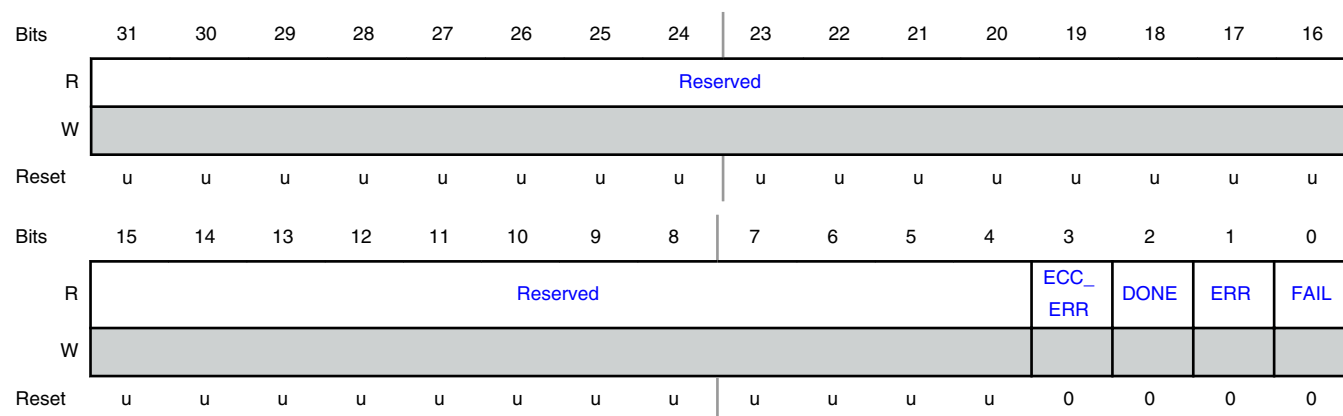 Bits 31 30 29 28 27 26 25 24 23 22 21 20 19 18 17 16
R Reserved
W
Reset u u u u u u u u u u u u u u u u
Bits 15 14 13 12 11 10 9 8 7 6 5 4 3 2 1 0
R Reserved ECC_ DONE ERR FAIL
ERR
W
Reset u u u u u u u u u u u u 0 0 0 0